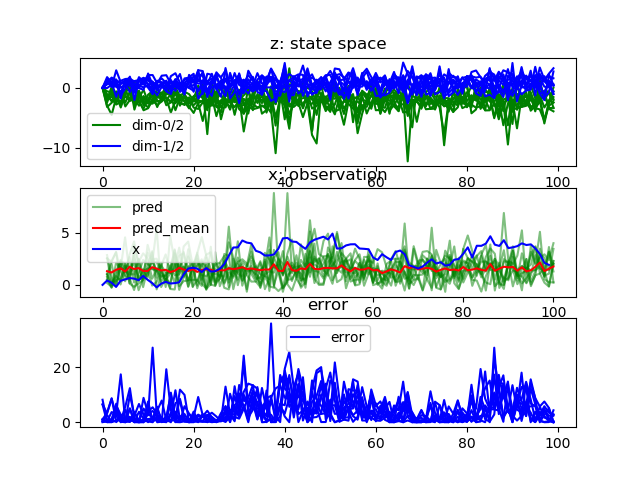 z: state space
0
−10
dim-0/2
dim-1/2
0 20 40 60 80 100
x: observation
5
0
pred
pred_mean
x
0 20 40 60 80 100
error
20
0
error
0 20 40 60 80 100